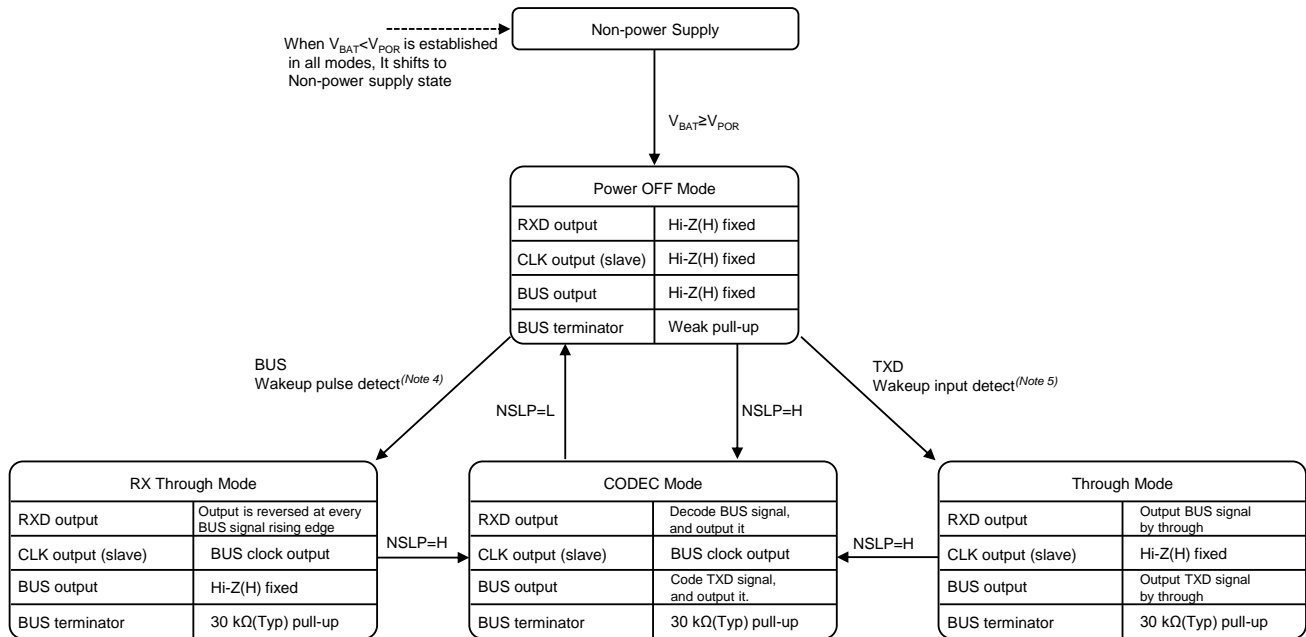 Non-power Supply
When VBAT<VPOR is established
in all modes, It shifts to
Non-power supply state
VBAT≥VPOR
Power OFF Mode
RXD output Hi-Z(H) fixed
CLK output (slave) Hi-Z(H) fixed
BUS output Hi-Z(H) fixed
BUS terminator Weak pull-up
BUS
Wakeup pulse detect(Note 4)
NSLP=L
NSLP=H
TXD
Wakeup input detect(Note 5)
RX Through Mode
RXD output Output is reversed at every
BUS signal rising edge
CLK output (slave) BUS clock output
BUS output Hi-Z(H) fixed
BUS terminator 30 kΩ(Typ) pull-up
NSLP=H
CODEC Mode
RXD output Decode BUS signal,
and output it
CLK output (slave) BUS clock output
BUS output Code TXD signal,
and output it.
BUS terminator 30 kΩ(Typ) pull-up
NSLP=H
Through Mode
RXD output Output BUS signal
by through
CLK output (slave) Hi-Z(H) fixed
BUS output Output TXD signal
by through
BUS terminator 30 kΩ(Typ) pull-up